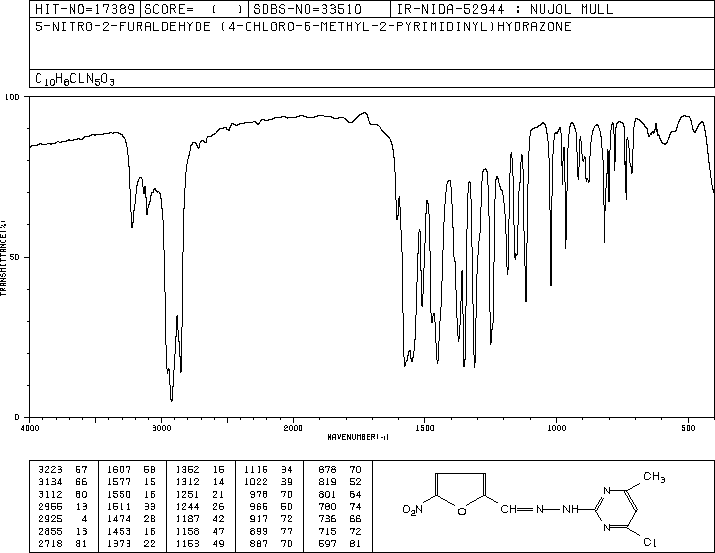 HIT-NO=17389 SCORE= ( ) SDBS-NO=33510 IR-NIDA-52944 : NUJOL MULL
5-NITRO-2-FURALDEHYDE (4-CHLORO-6-METHYL-2-PYRIMIDINYL)HYDRAZONE
C10H8CLN5O3
100
50
0
TRANSMITTANCE(%)
4000 3000 2000 1500 1000 500
WAVENUMBER(-1)
3223 57 1607 58 1352 15 1116 34 878 70
3134 66 1577 15 1312 14 1022 39 819 52
3112 60 1550 16 1251 21 978 70 801 64
2955 13 1511 33 1244 26 966 50 780 74
2925 4 1474 28 1187 42 917 72 736 66
2855 13 1453 16 1158 47 899 77 715 72
2718 81 1373 22 1153 49 887 70 697 81
CH3
O2N O CH=N-NH N N
Cl